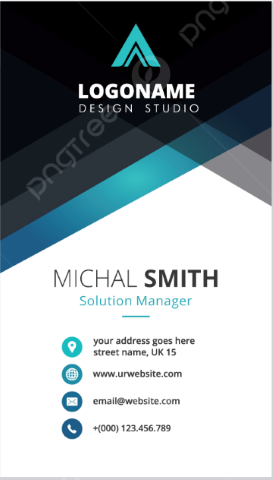 LOGONAME
DESIGN STUDIO
pngtree
MICHAL SMITH
Solution Manager
your address goes here
street name, UK 15
www.urwebsite.com
email@website.com
+(000) 123.456.789